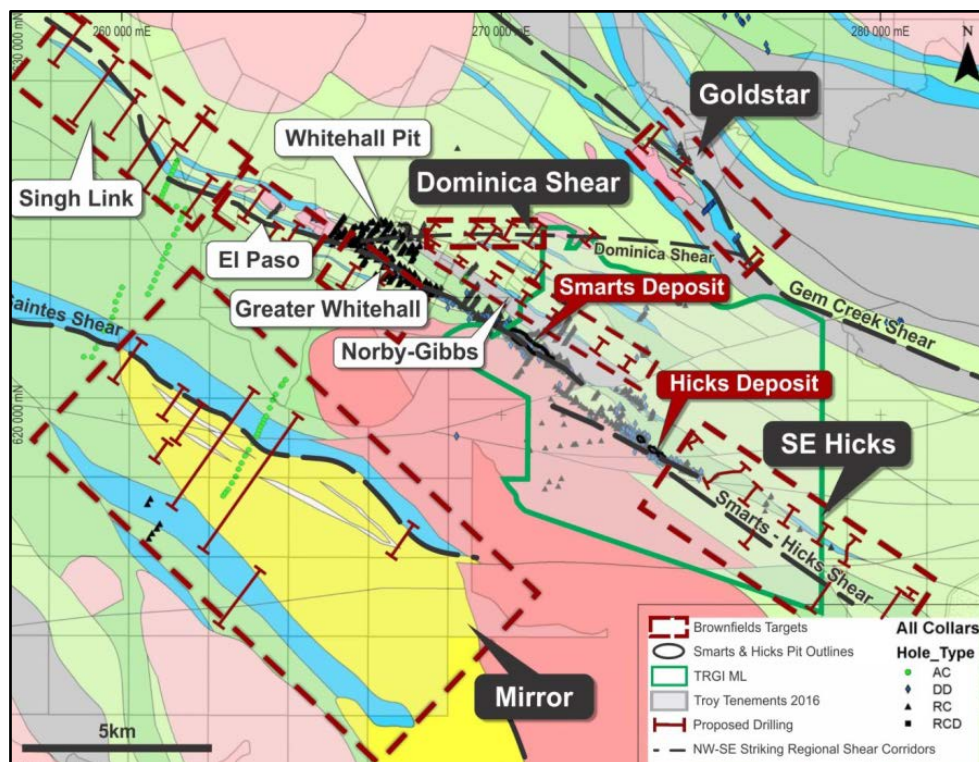 260 000 mE
270 000 mE
280 000 mE
N
630 000 mN
Goldstar
Whitehall Pit
Dominica Shear
Singh Link
El Paso
Dominica Shear
Greater Whitehall
Smarts Deposit
Gem Creek Shear
Saintes Shear
Norby-Gibbs
Hicks Deposit
620 000 mN
SE Hicks
Smarts - Hicks Shear
Mirror
5km
Brownfields Targets
Smarts & Hicks Pit Outlines
TRGI ML
Troy Tenements 2016
Proposed Drilling
NW-SE Striking Regional Shear Corridors
All Collars
Hole_Type
AC
DD
RC
RCD